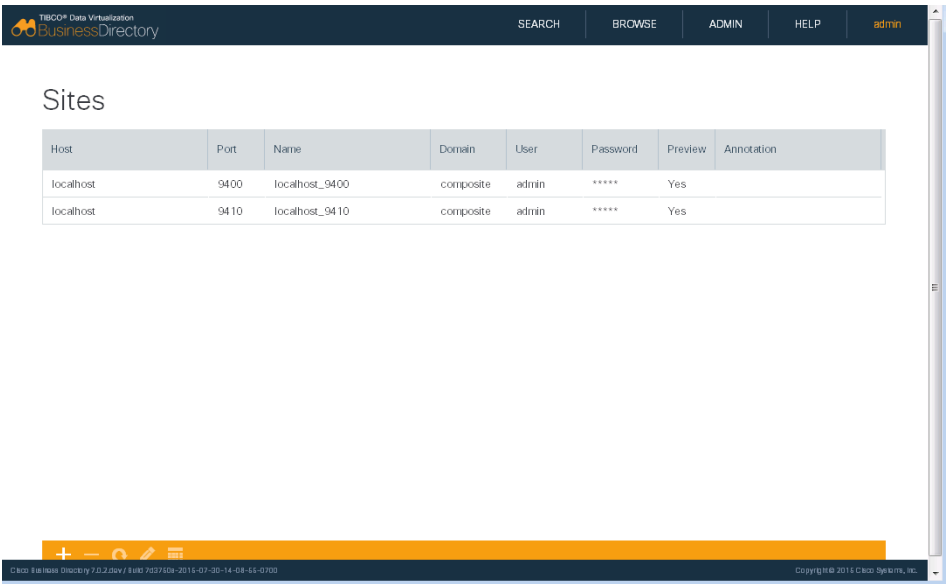 TIBCO® Data Virtualization
BusinessDirectory
SEARCH BROWSE ADMIN HELP admin
Sites
Host Port Name Domain User Password Preview Annotation
localhost 9400 localhost_9400 composite admin ***** Yes
localhost 9410 localhost_9410 composite admin ***** Yes
Cisco Business Directory 7.0.2.dev / Build 7d3750a-2015-07-30-14-08-55-0700 Copyright© 2015 Cisco Systems, Inc.